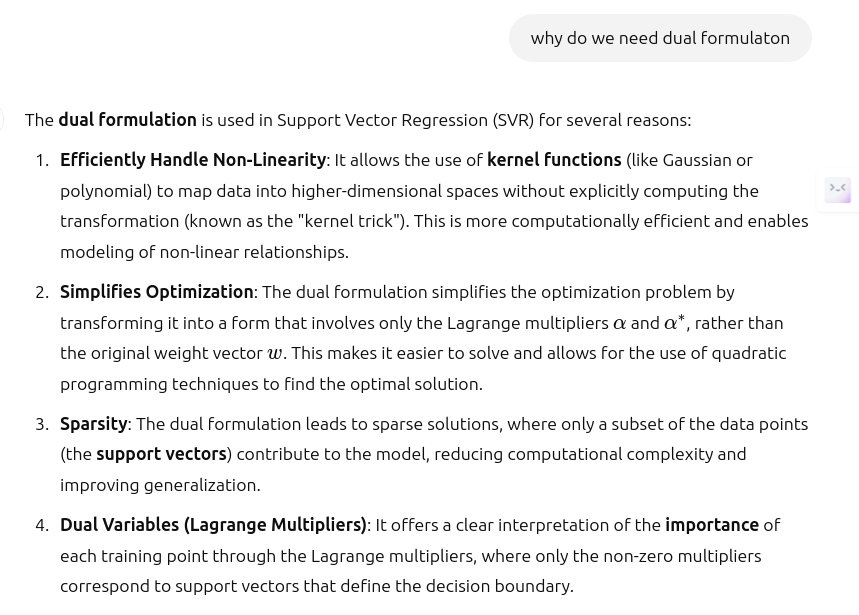 why do we need dual formulaton
The dual formulation is used in Support Vector Regression (SVR) for several reasons:
1. Efficiently Handle Non-Linearity: It allows the use of kernel functions (like Gaussian or
polynomial) to map data into higher-dimensional spaces without explicitly computing the
transformation (known as the "kernel trick"). This is more computationally efficient and enables
modeling of non-linear relationships.
2. Simplifies Optimization: The dual formulation simplifies the optimization problem by
transforming it into a form that involves only the Lagrange multipliers α and α*, rather than
the original weight vector w. This makes it easier to solve and allows for the use of quadratic
programming techniques to find the optimal solution.
3. Sparsity: The dual formulation leads to sparse solutions, where only a subset of the data points
(the support vectors) contribute to the model, reducing computational complexity and
improving generalization.
4. Dual Variables (Lagrange Multipliers): It offers a clear interpretation of the importance of
each training point through the Lagrange multipliers, where only the non-zero multipliers
correspond to support vectors that define the decision boundary.